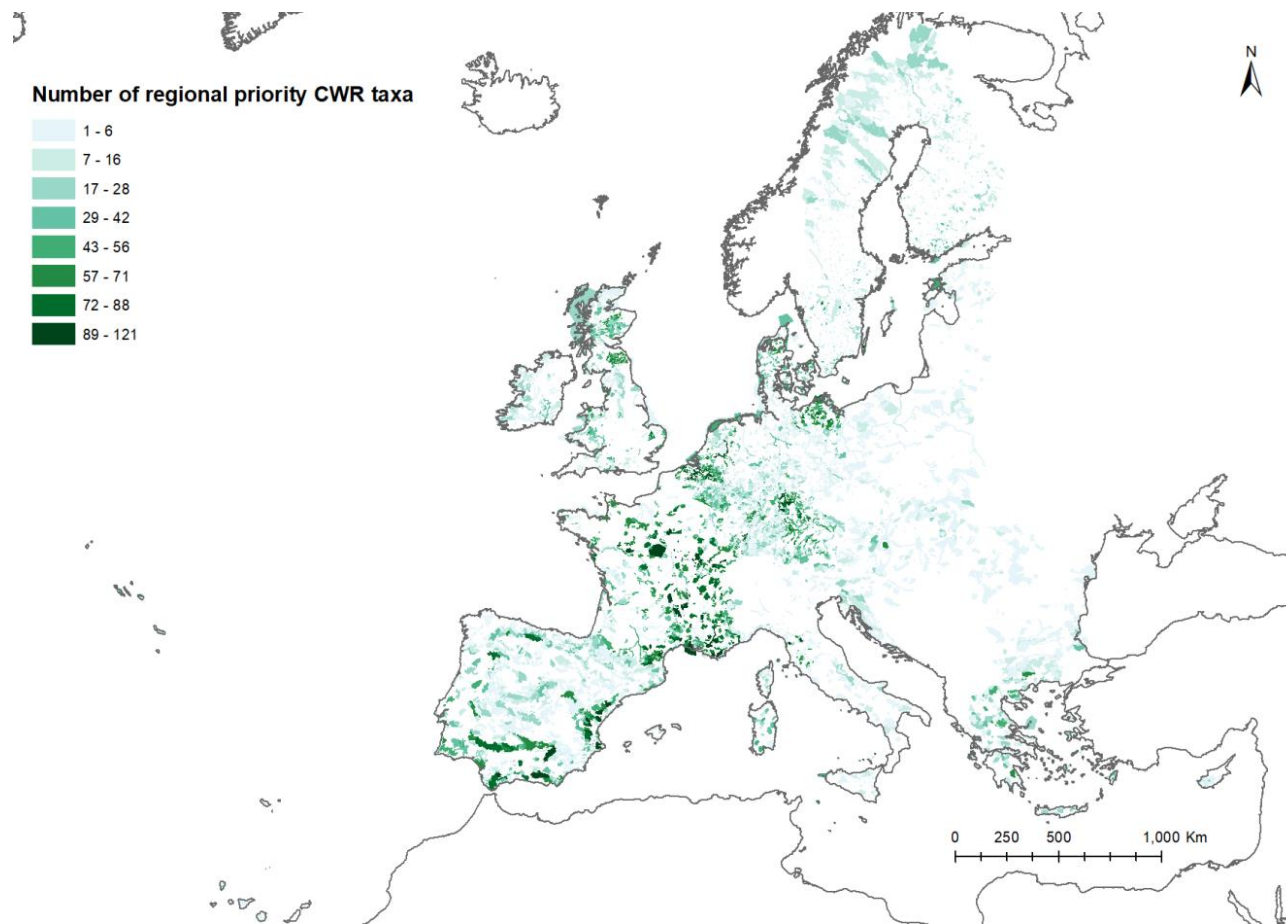 N
Number of regional priority CWR taxa
1 - 6
7 - 16
17 - 28
29 - 42
43 - 56
57 - 71
72 - 88
89 - 121
0 250 500 1,000 Km